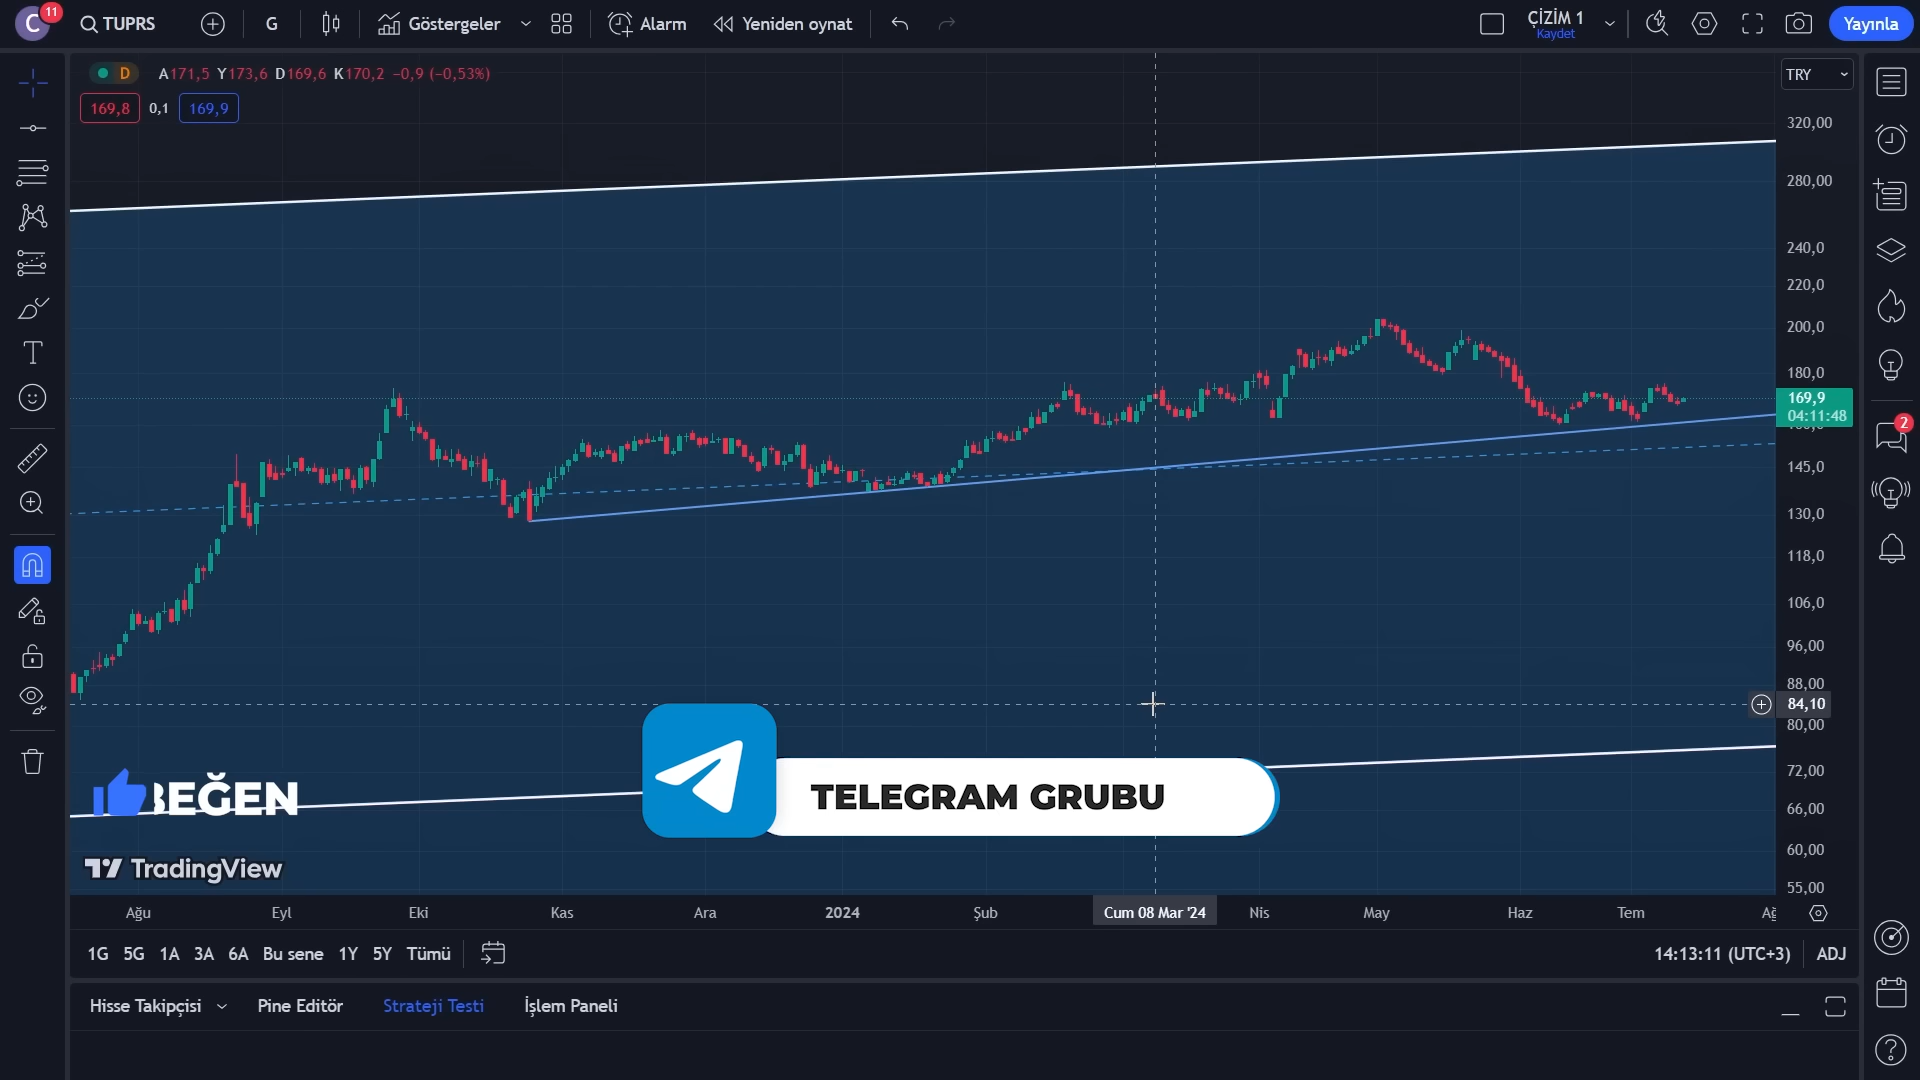 C 11 TUPRS G Göstergeler Alarm Yeniden oynat ÇİZİM 1 Kaydet Yayınla
D A171,5 Y173,6 D169,6 K170,2 −0,9 (−0,53%)
TRY
169,8 0,1 169,9
320,00
280,00
240,0
220,0
200,0
180,0
169,9
04:11:48
2
145,0
130,0
118,0
106,0
96,00
88,00
84,10
80,00
72,00
66,00
60,00
55,00
BEĞEN
TELEGRAM GRUBU
TradingView
Ağu Eyl Eki Kas Ara 2024 Şub Cum 08 Mar '24 Nis May Haz Tem
1G 5G 1A 3A 6A Bu sene 1Y 5Y Tümü 14:13:11 (UTC+3) ADJ
Hisse Takipçisi Pine Editör Strateji Testi İşlem Paneli